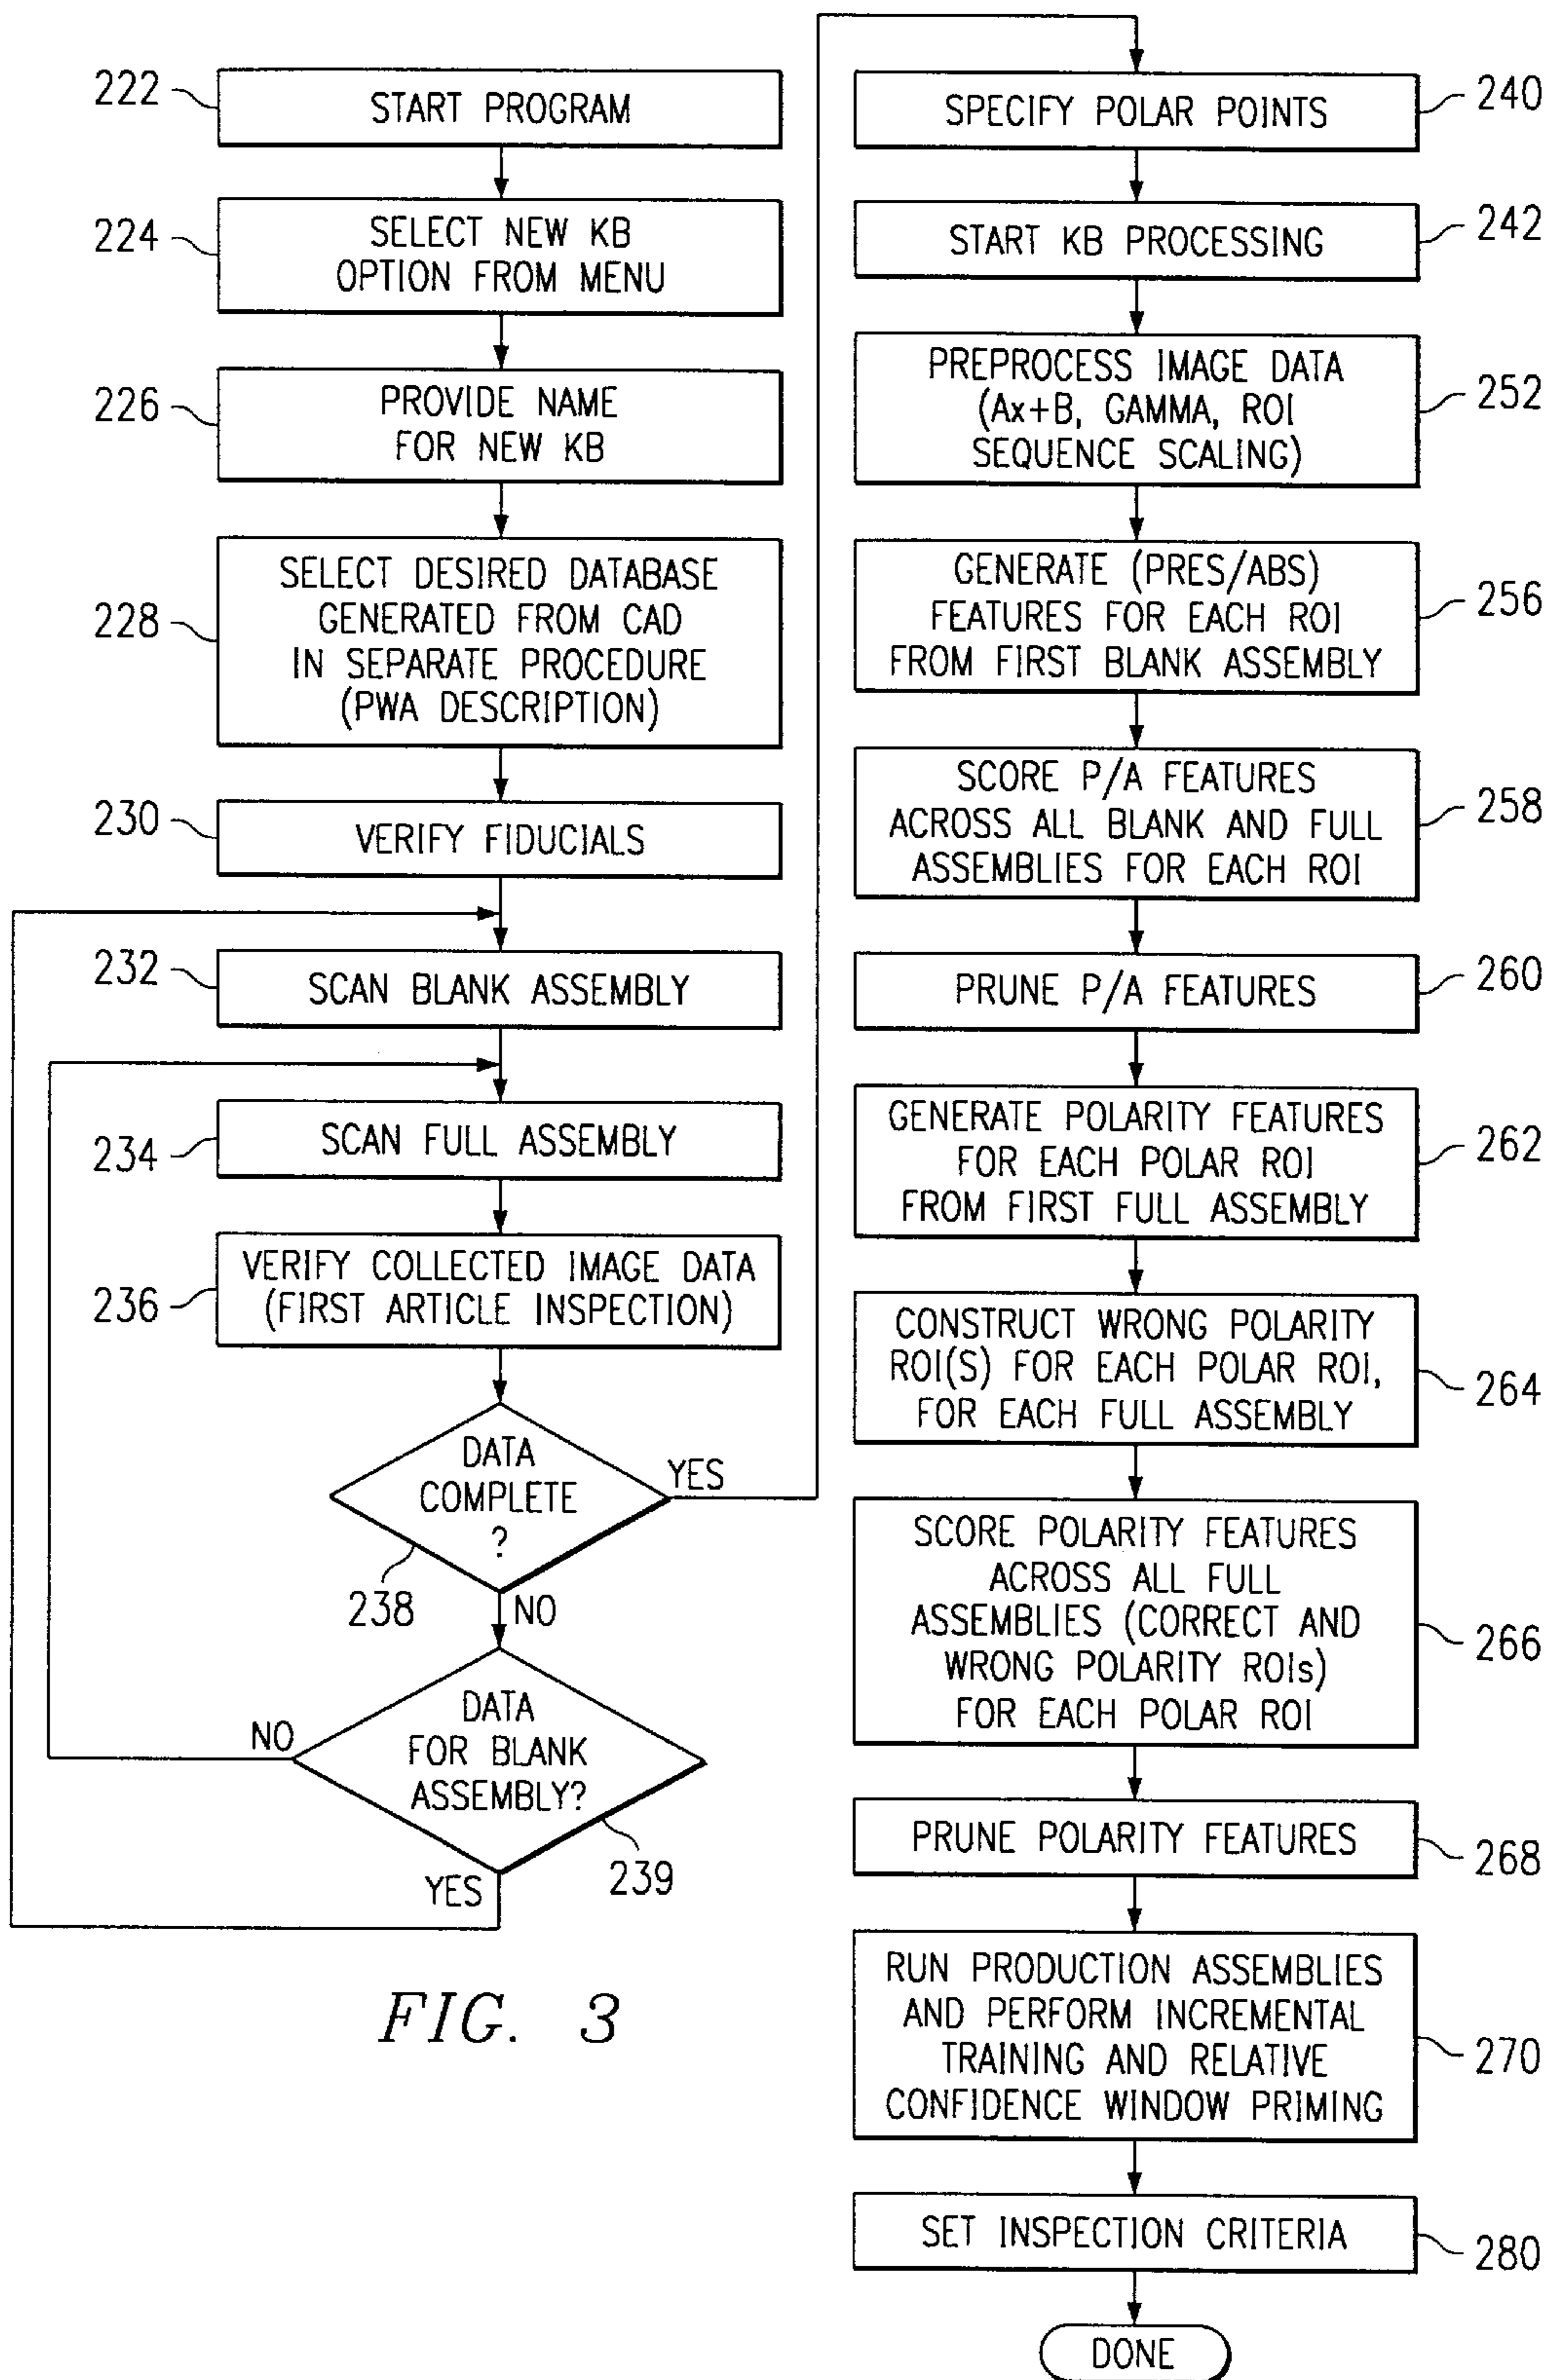 222
START PROGRAM
224
SELECT NEW KB
OPTION FROM MENU
226
PROVIDE NAME
FOR NEW KB
228
SELECT DESIRED DATABASE
GENERATED FROM CAD
IN SEPARATE PROCEDURE
(PWA DESCRIPTION)
230
VERIFY FIDUCIALS
232
SCAN BLANK ASSEMBLY
234
SCAN FULL ASSEMBLY
236
VERIFY COLLECTED IMAGE DATA
(FIRST ARTICLE INSPECTION)
DATA
COMPLETE
?
YES
238
NO
DATA
FOR BLANK
ASSEMBLY?
NO
239
YES
FIG. 3
SPECIFY POLAR POINTS
240
START KB PROCESSING
242
PREPROCESS IMAGE DATA
(Ax+B, GAMMA, ROI
SEQUENCE SCALING)
252
GENERATE (PRES/ABS)
FEATURES FOR EACH ROI
FROM FIRST BLANK ASSEMBLY
256
SCORE P/A FEATURES
ACROSS ALL BLANK AND FULL
ASSEMBLIES FOR EACH ROI
258
PRUNE P/A FEATURES
260
GENERATE POLARITY FEATURES
FOR EACH POLAR ROI
FROM FIRST FULL ASSEMBLY
262
CONSTRUCT WRONG POLARITY
ROI(S) FOR EACH POLAR ROI,
FOR EACH FULL ASSEMBLY
264
SCORE POLARITY FEATURES
ACROSS ALL FULL
ASSEMBLIES (CORRECT AND
WRONG POLARITY ROIs)
FOR EACH POLAR ROI
266
PRUNE POLARITY FEATURES
268
RUN PRODUCTION ASSEMBLIES
AND PERFORM INCREMENTAL
TRAINING AND RELATIVE
CONFIDENCE WINDOW PRIMING
270
SET INSPECTION CRITERIA
280
DONE